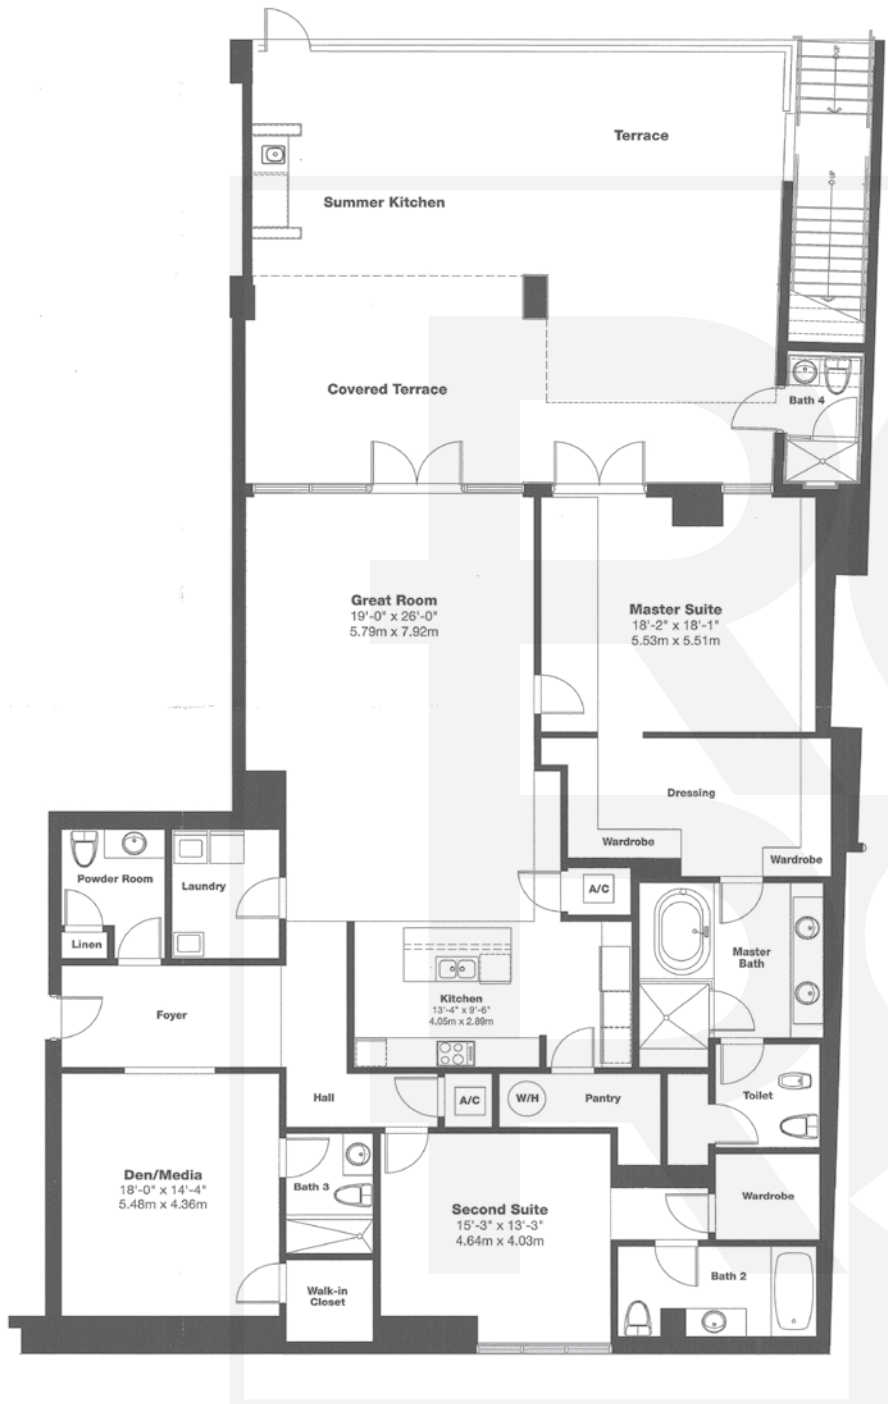 UP
Terrace
UP
Summer Kitchen
Covered Terrace
Bath 4
Great Room
19'-0" x 26'-0"
5.79m x 7.92m
Master Suite
18'-2" x 18'-1"
5.53m x 5.51m
Dressing
Wardrobe
Wardrobe
Powder Room
Laundry
A/C
Linen
Master
Bath
Kitchen
13'-4" x 9'-6"
4.05m x 2.89m
Foyer
Hall
A/C
W/H
Pantry
Toilet
Den/Media
18'-0" x 14'-4"
5.48m x 4.36m
Bath 3
Second Suite
15'-3" x 13'-3"
4.64m x 4.03m
Wardrobe
Walk-in
Closet
Bath 2